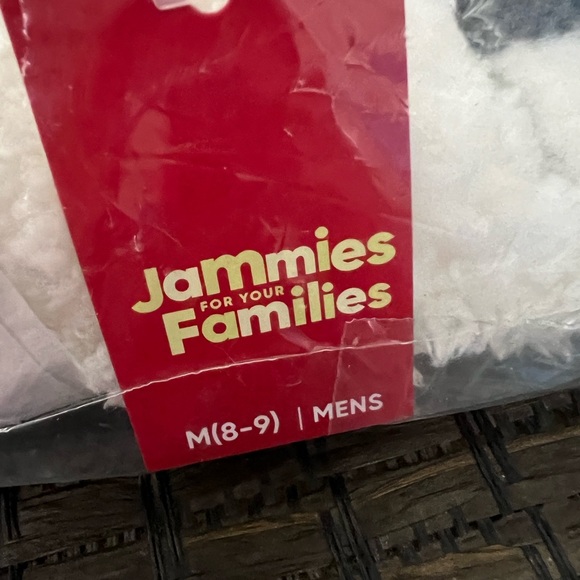 Jammies
FOR YOUR
Families
M(8-9) | MENS